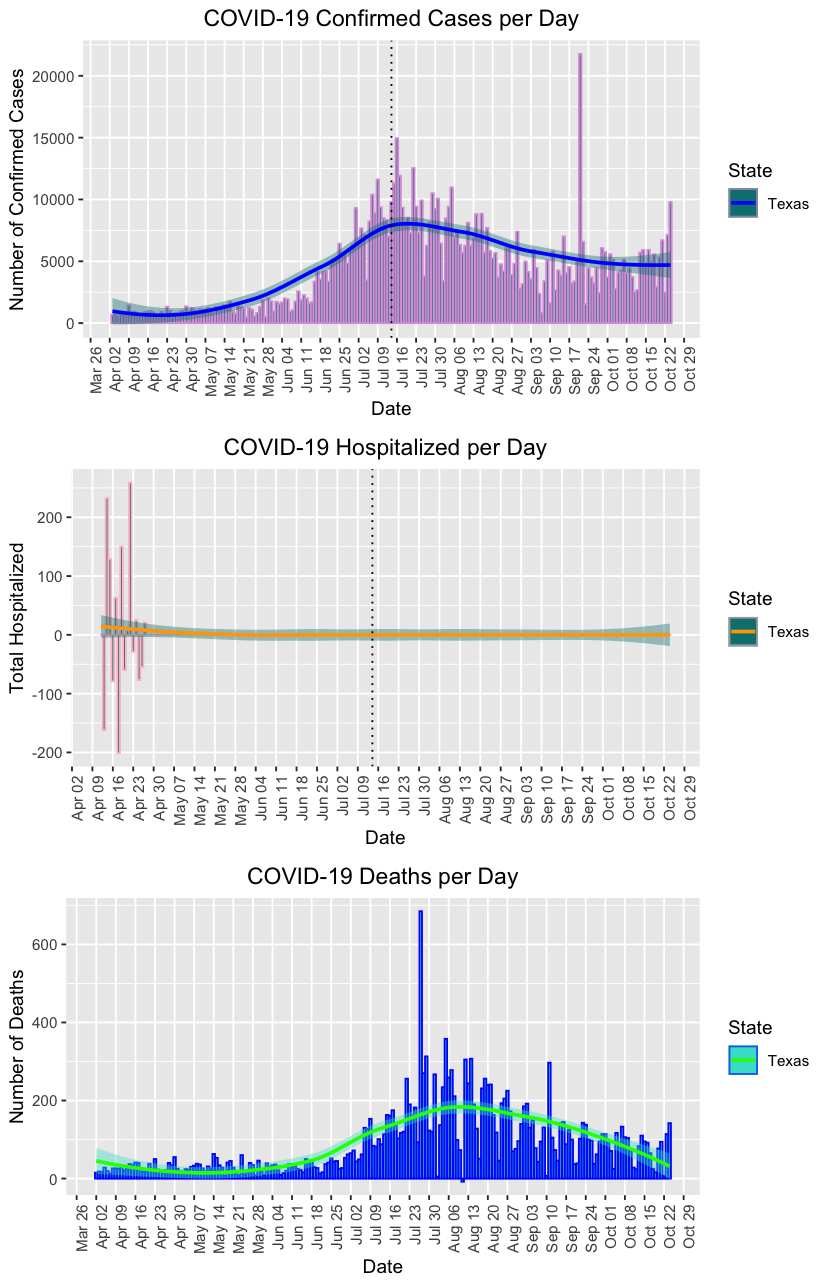 COVID-19 Confirmed Cases per Day
Number of Confirmed Cases
20000
15000
10000
5000
0
Mar 26
Apr 02
Apr 09
Apr 16
Apr 23
Apr 30
May 07
May 14
May 21
May 28
Jun 04
Jun 11
Jun 18
Jun 25
Jul 02
Jul 09
Jul 16
Jul 23
Jul 30
Aug 06
Aug 13
Aug 20
Aug 27
Sep 03
Sep 10
Sep 17
Sep 24
Oct 01
Oct 08
Oct 15
Oct 22
Oct 29
Date
State
Texas
COVID-19 Hospitalized per Day
Total Hospitalized
200
100
0
-100
-200
Apr 02
Apr 09
Apr 16
Apr 23
Apr 30
May 07
May 14
May 21
May 28
Jun 04
Jun 11
Jun 18
Jun 25
Jul 02
Jul 09
Jul 16
Jul 23
Jul 30
Aug 06
Aug 13
Aug 20
Aug 27
Sep 03
Sep 10
Sep 17
Sep 24
Oct 01
Oct 08
Oct 15
Oct 22
Oct 29
Date
State
Texas
COVID-19 Deaths per Day
Number of Deaths
600
400
200
0
Mar 26
Apr 02
Apr 09
Apr 16
Apr 23
Apr 30
May 07
May 14
May 21
May 28
Jun 04
Jun 11
Jun 18
Jun 25
Jul 02
Jul 09
Jul 16
Jul 23
Jul 30
Aug 06
Aug 13
Aug 20
Aug 27
Sep 03
Sep 10
Sep 17
Sep 24
Oct 01
Oct 08
Oct 15
Oct 22
Oct 29
Date
State
Texas